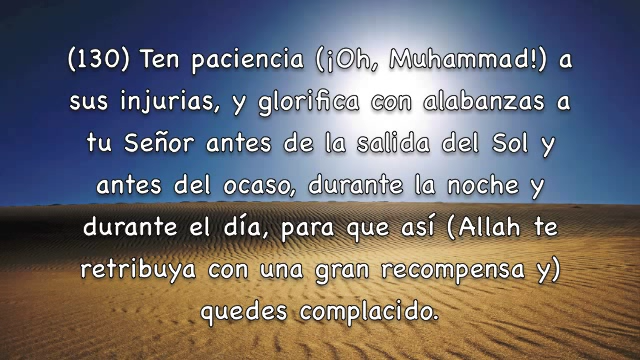 (130) Ten paciencia (¡Oh, Muhammad!) a
sus injurias, y glorifica con alabanzas a
tu Señor antes de la salida del Sol y
antes del ocaso, durante la noche y
durante el día, para que así (Allah te
retribuya con una gran recompensa y)
quedes complacido.